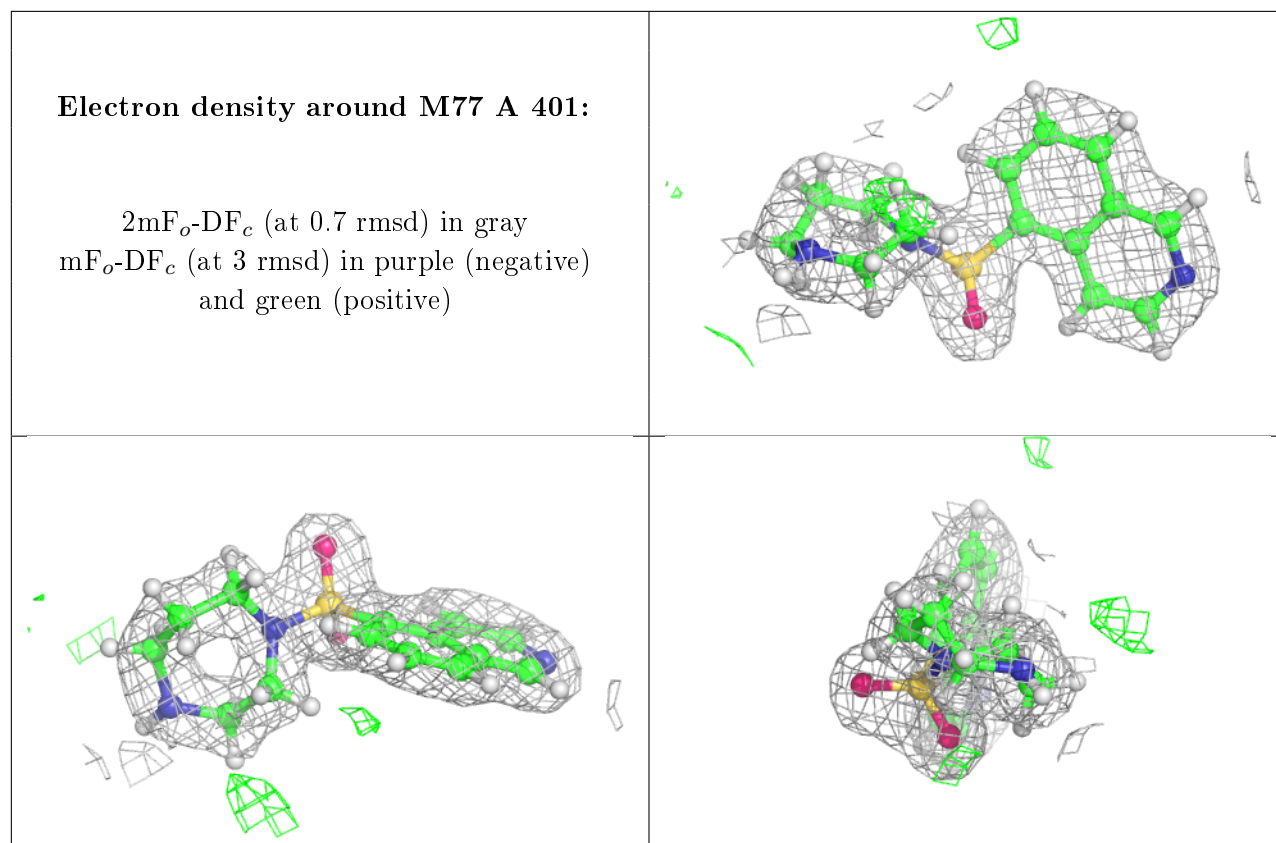 Electron density around M77 A 401:
2mFₒ-DF𝒸 (at 0.7 rmsd) in gray
mFₒ-DF𝒸 (at 3 rmsd) in purple (negative)
and green (positive)